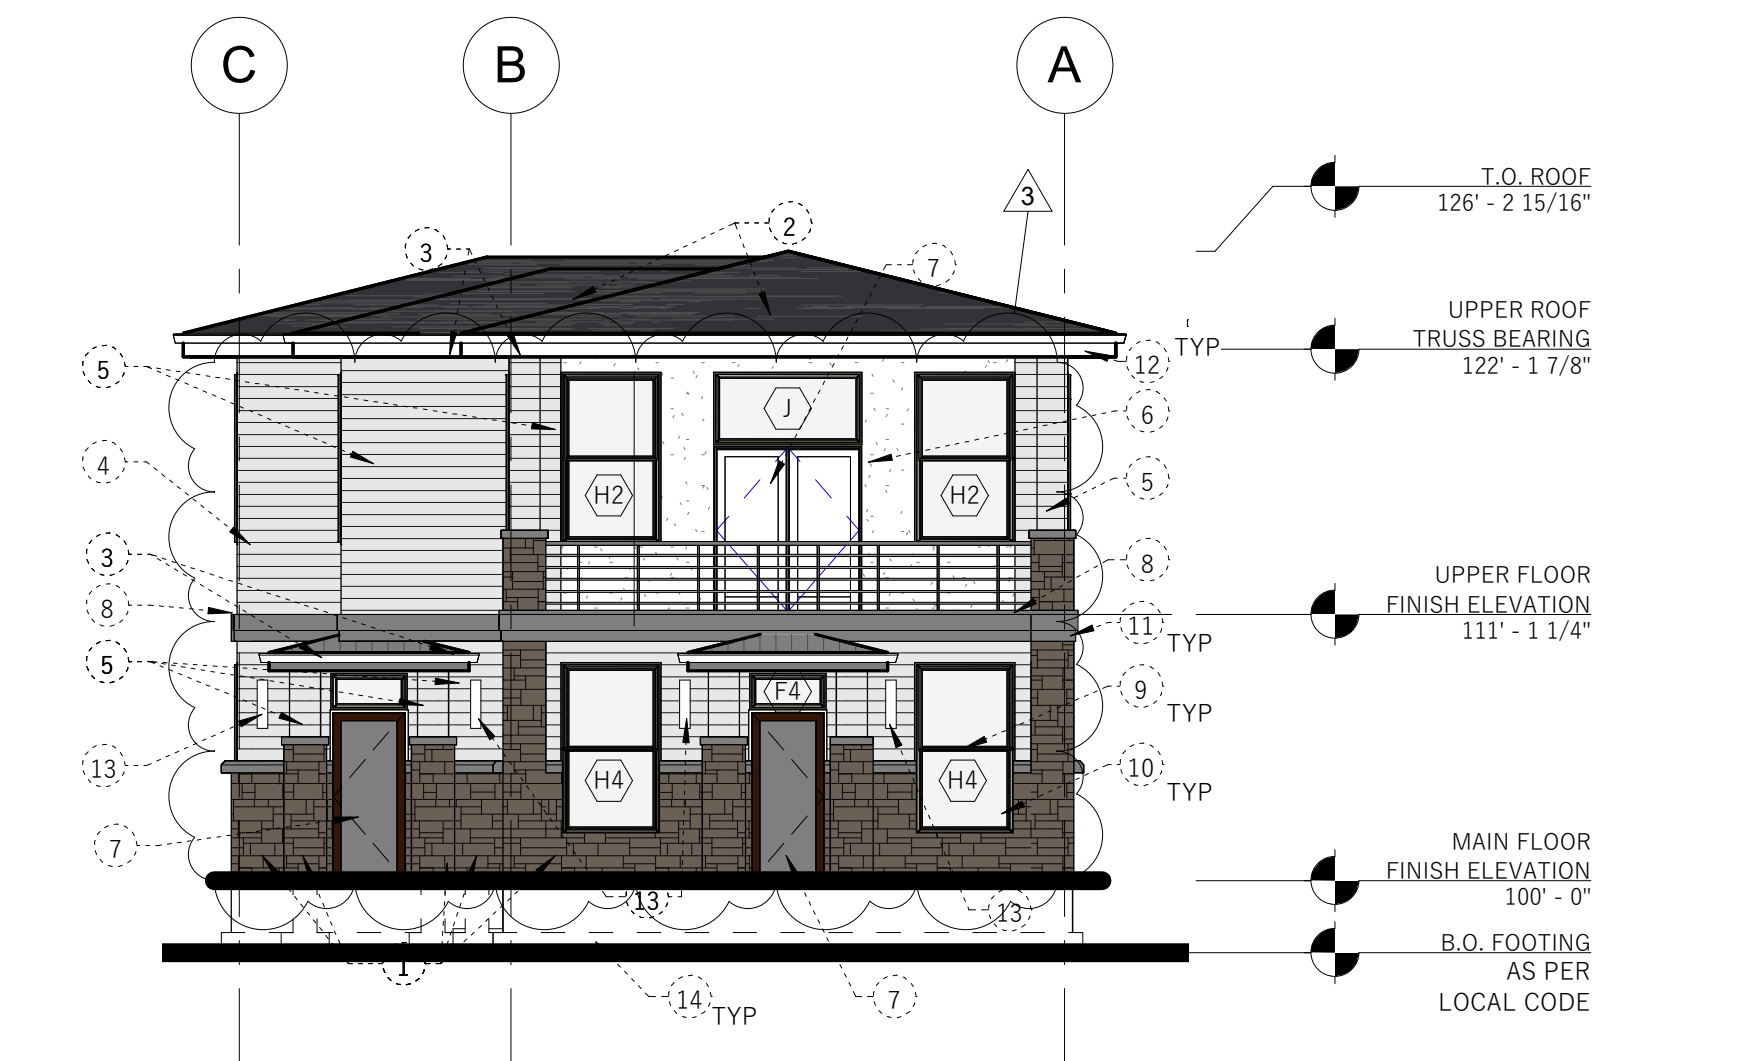 C
B
A
T.O. ROOF
126' - 2 15/16"
3
2
3
7
UPPER ROOF
TRUSS BEARING
122' - 1 7/8"
TYP
12
5
J
6
4
H2
H2
5
3
8
UPPER FLOOR
FINISH ELEVATION
111' - 1 1/4"
8
11
TYP
5
F4
9
TYP
13
H4
H4
10
TYP
7
MAIN FLOOR
FINISH ELEVATION
100' - 0"
13
13
B.O. FOOTING
AS PER
LOCAL CODE
1
14
TYP
7